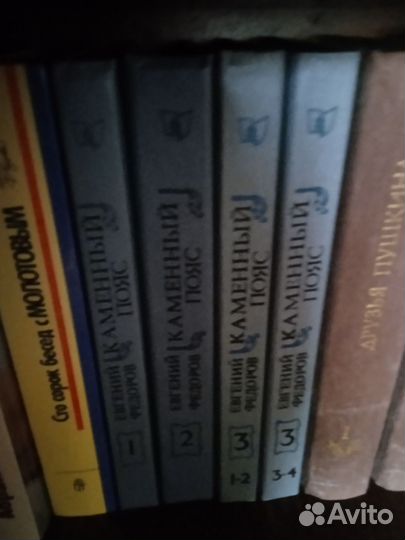 Сто сорок бесед с МОЛОТОВЫМ
ЕВГЕНИЙ
ФЕДОРОВ
КАМЕННЫЙ
ПОЯС
1
ЕВГЕНИЙ
ФЕДОРОВ
КАМЕННЫЙ
ПОЯС
2
ЕВГЕНИЙ
ФЕДОРОВ
КАМЕННЫЙ
ПОЯС
3
1-2
ЕВГЕНИЙ
ФЕДОРОВ
КАМЕННЫЙ
ПОЯС
3
3-4
ДРУЗЬЯ ПУШКИНА
Avito